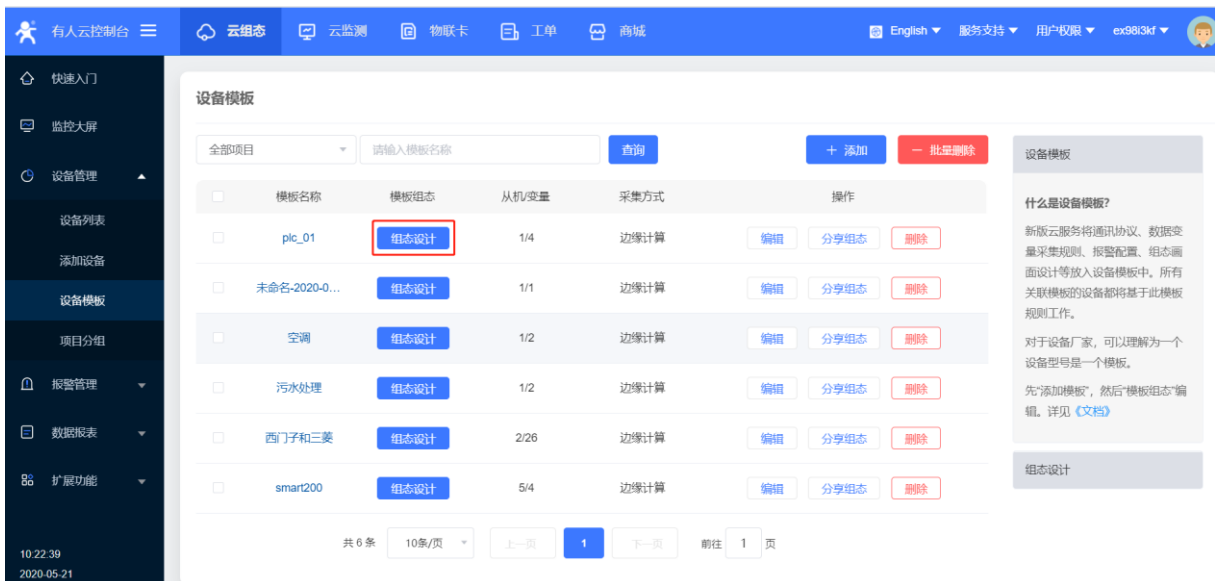 有人云控制台 云组态 云监测 物联卡 工单 商城 English 服务支持 用户权限 ex98i3kf
快速入门
监控大屏
设备管理
设备列表
添加设备
设备模板
项目分组
报警管理
数据报表
扩展功能
10:22:39
2020-05-21
设备模板
全部项目 请输入模板名称 查询 + 添加 — 批量删除
模板名称 模板组态 从机/变量 采集方式 操作
plc_01 组态设计 1/4 边缘计算 编辑 分享组态 删除
未命名-2020-0... 组态设计 1/1 边缘计算 编辑 分享组态 删除
空调 组态设计 1/2 边缘计算 编辑 分享组态 删除
污水处理 组态设计 1/2 边缘计算 编辑 分享组态 删除
西门子和三菱 组态设计 2/26 边缘计算 编辑 分享组态 删除
smart200 组态设计 5/4 边缘计算 编辑 分享组态 删除
共 6 条 10条/页 上一页 1 下一页 前往 1 页
设备模板
什么是设备模板?
新版云服务将通讯协议、数据变
量采集规则、报警配置、组态画
面设计等放入设备模板中。所有
关联模板的设备都将基于此模板
规则工作。
对于设备厂家，可以理解为一个
设备型号是一个模板。
先“添加模板”，然后“模板组态”编
辑。详见《文档》
组态设计